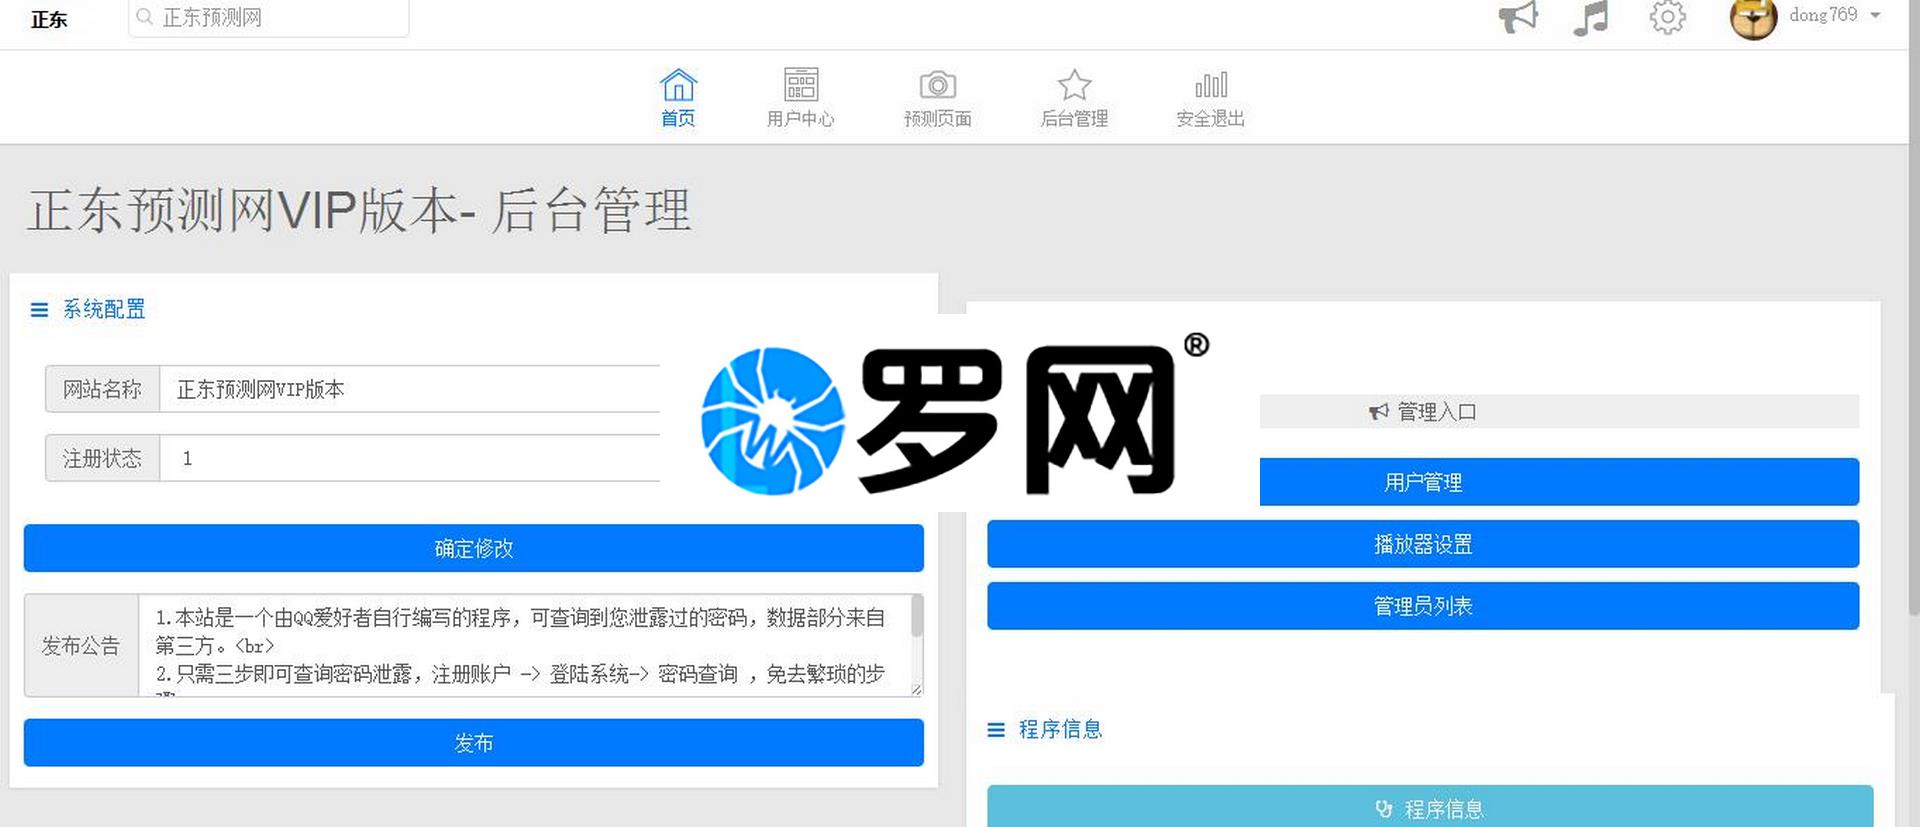 正东
正东预测网
dong769
首页
用户中心
预测页面
后台管理
安全退出
正东预测网VIP版本- 后台管理
系统配置
网站名称
正东预测网VIP版本
注册状态
1
确定修改
发布公告
1.本站是一个由QQ爱好者自行编写的程序，可查询到您泄露过的密码，数据部分来自
第三方。<br>
2.只需三步即可查询密码泄露，注册账户 -> 登陆系统-> 密码查询 ，免去繁琐的步
发布
罗网®
管理入口
用户管理
播放器设置
管理员列表
程序信息
程序信息